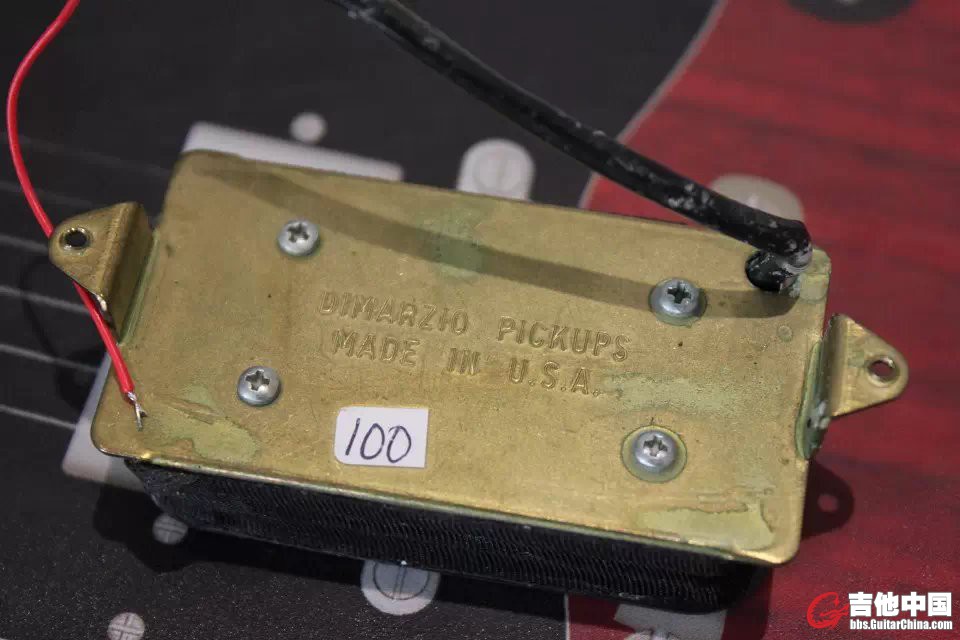 DIMARZIO PICKUPS
MADE IN U.S.A.
100
吉他中国
bbs.GuitarChina.com